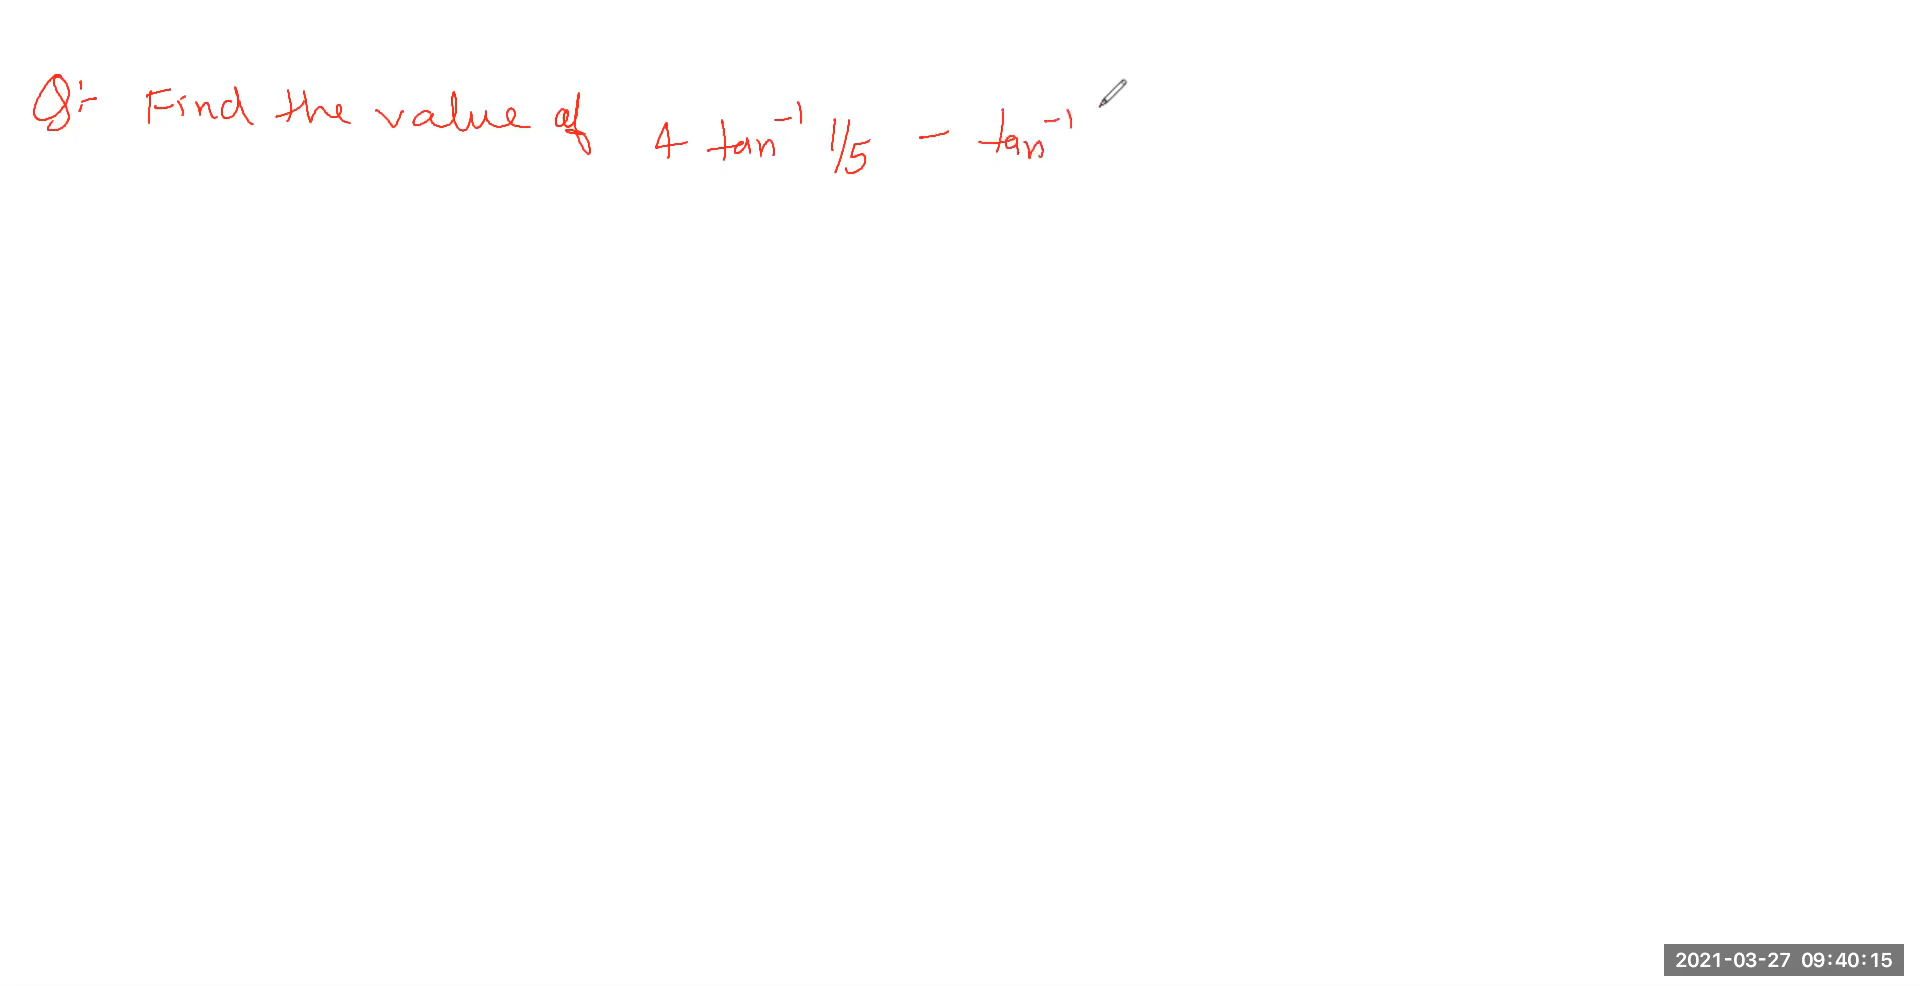 Q:- Find the value of 4 tan⁻¹ 1/5 - tan⁻¹
2021-03-27 09:40:15